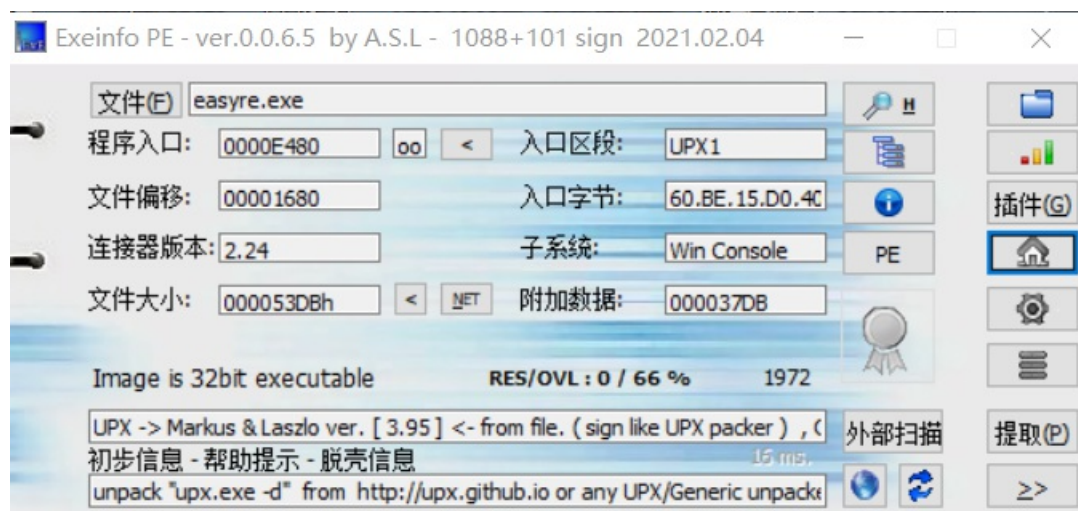 Exeinfo PE - ver.0.0.6.5 by A.S.L - 1088+101 sign 2021.02.04
文件(F) easyre.exe H
程序入口: 0000E480 oo < 入口区段: UPX1
文件偏移: 00001680 入口字节: 60.BE.15.D0.4C 插件(G)
连接器版本: 2.24 子系统: Win Console PE
文件大小: 000053DBh < NET 附加数据: 000037DB
Image is 32bit executable RES/OVL : 0 / 66 % 1972
UPX -> Markus & Laszlo ver. [ 3.95 ] <- from file. ( sign like UPX packer ) , 外部扫描 提取(P)
初步信息 - 帮助提示 - 脱壳信息 16 ms.
unpack "upx.exe -d" from http://upx.github.io or any UPX/Generic unpacke >>